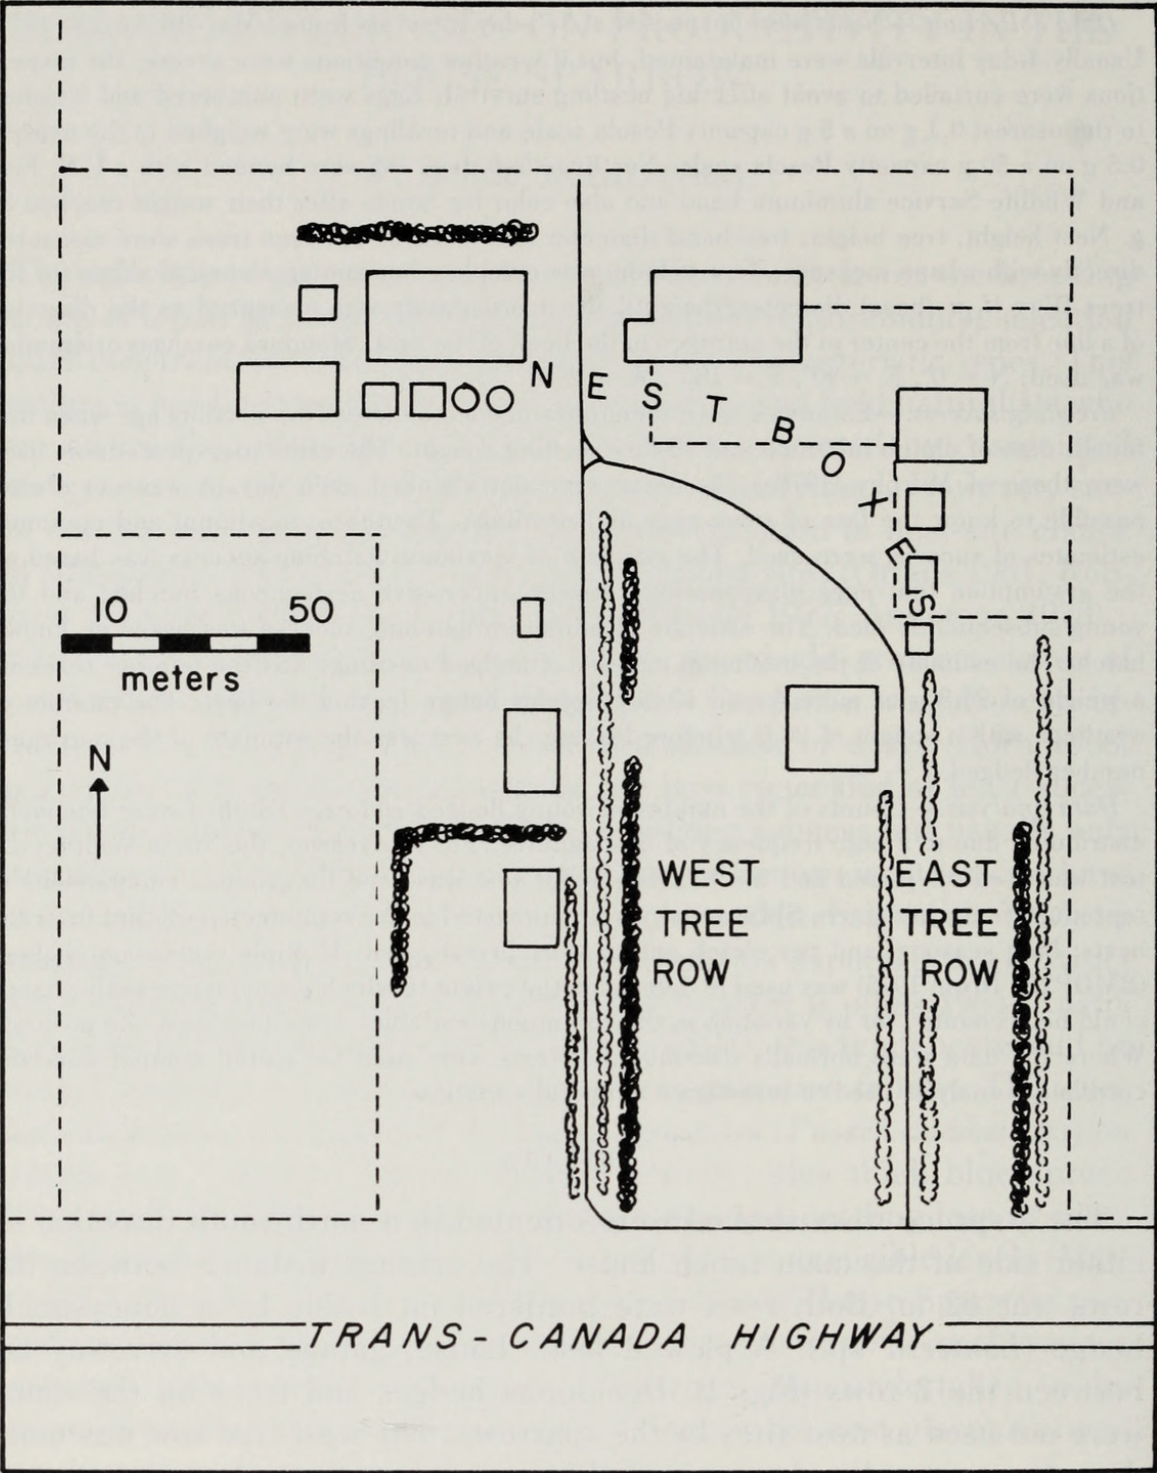 NEST BOXES
10 50
meters
N
WEST
TREE
ROW
EAST
TREE
ROW
TRANS-CANADA HIGHWAY